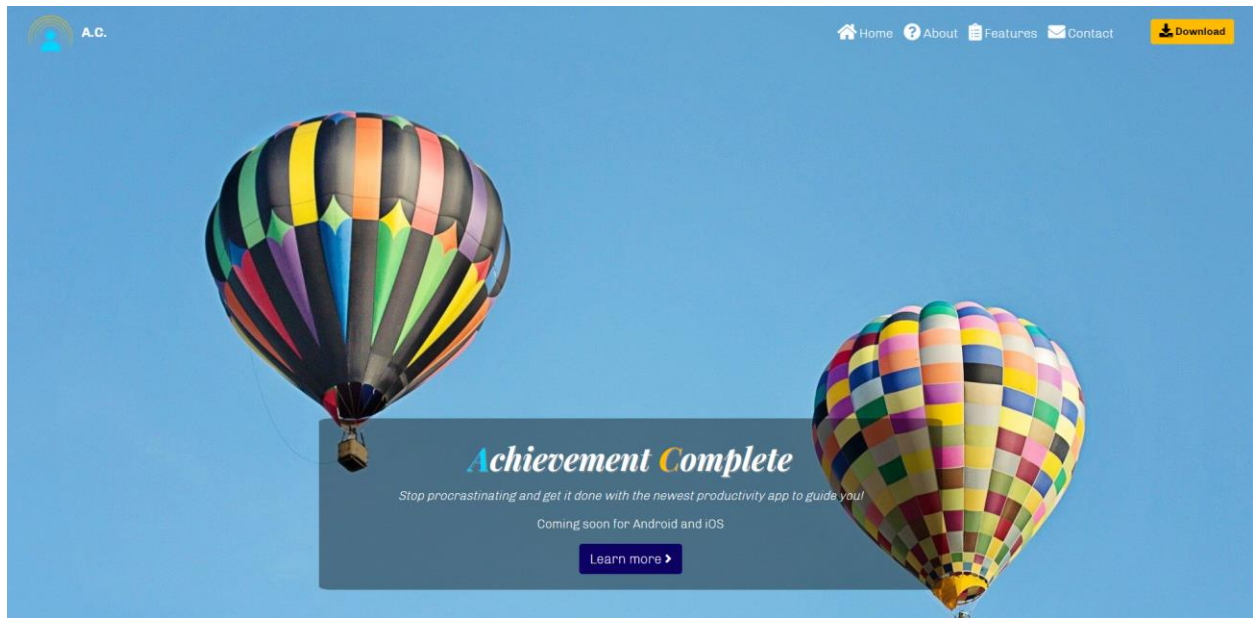 A.C.
Home About Features Contact Download
Achievement Complete
Stop procrastinating and get it done with the newest productivity app to guide you!
Coming soon for Android and iOS
Learn more